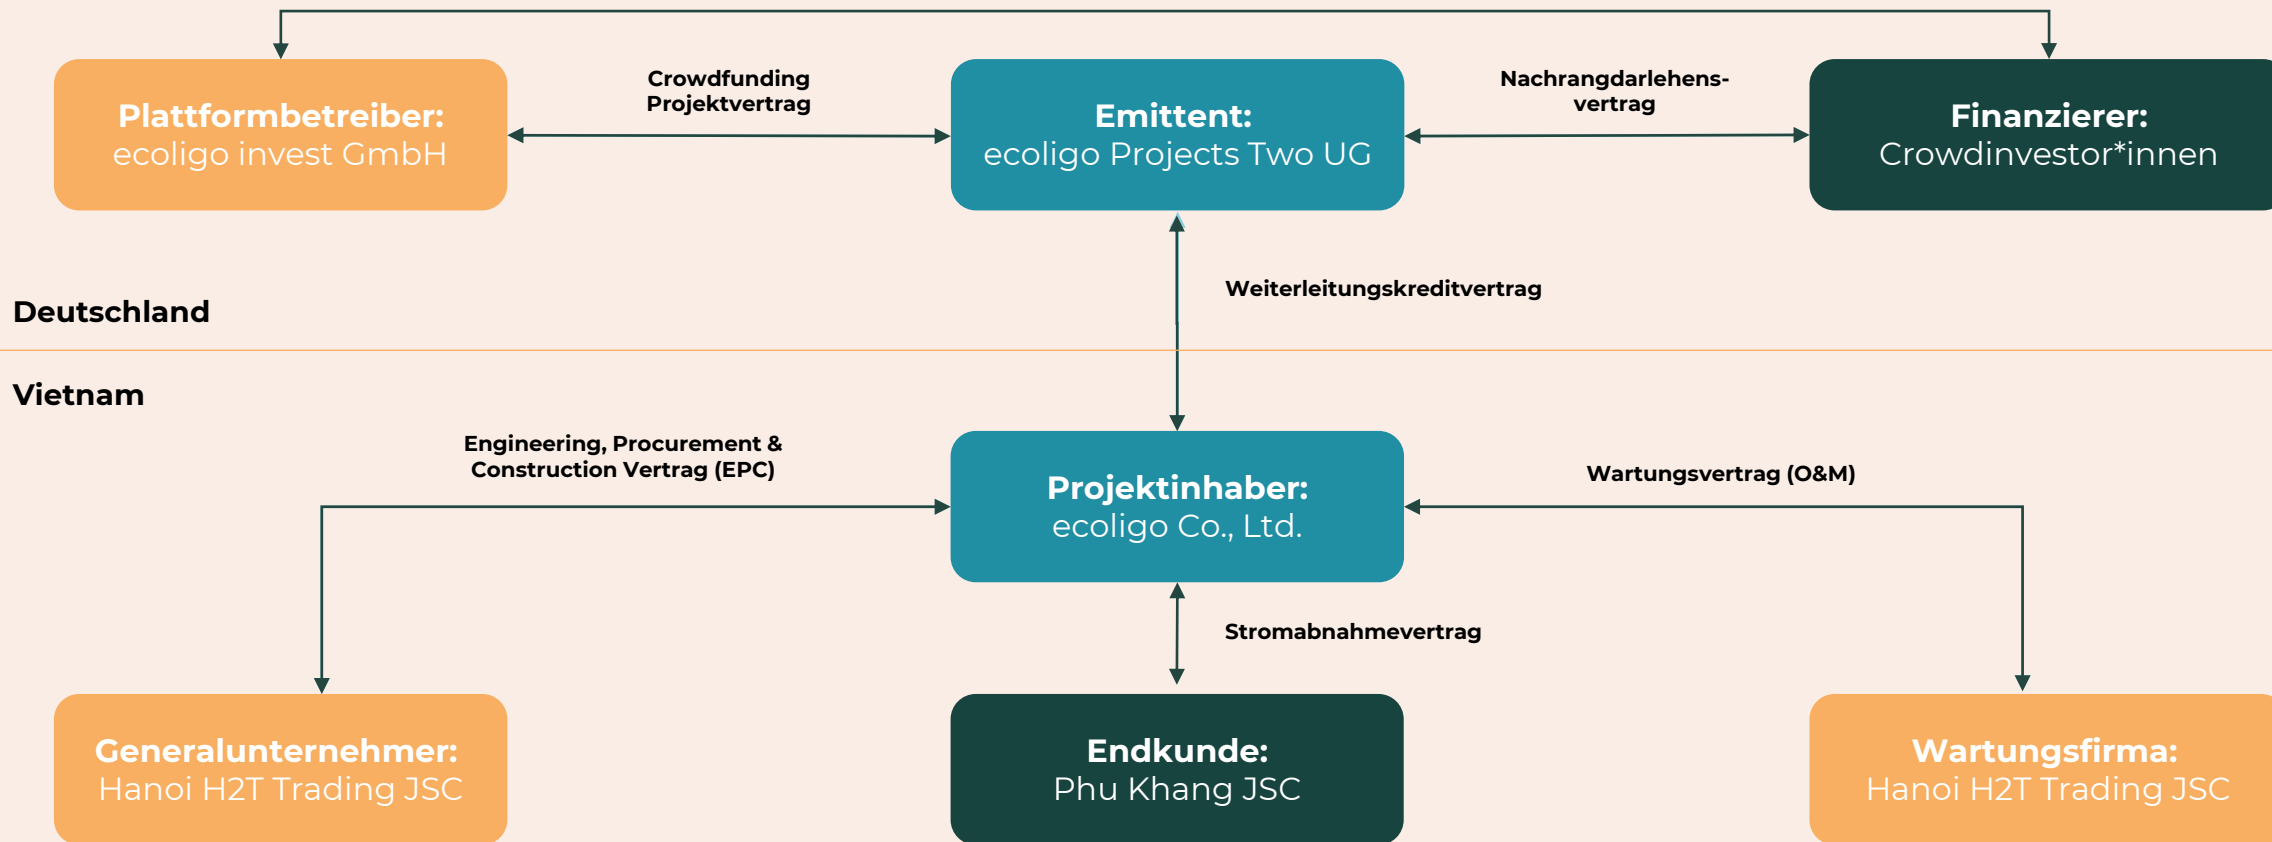 Crowdfunding
Projektvertrag
Nachrangdarlehens-
vertrag
Plattformbetreiber:
ecoligo invest GmbH
Emittent:
ecoligo Projects Two UG
Finanzierer:
Crowdinvestor*innen
Weiterleitungskreditvertrag
Deutschland
Vietnam
Engineering, Procurement &
Construction Vertrag (EPC)
Projektinhaber:
ecoligo Co., Ltd.
Wartungsvertrag (O&M)
Stromabnahmevertrag
Generalunternehmer:
Hanoi H2T Trading JSC
Endkunde:
Phu Khang JSC
Wartungsfirma:
Hanoi H2T Trading JSC